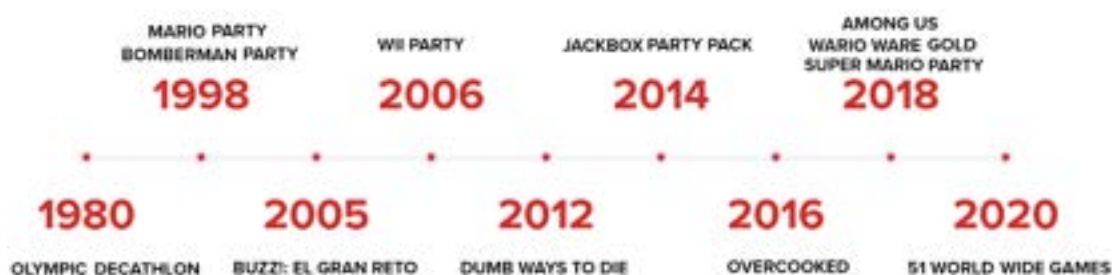 MARIO PARTY
BOMBERMAN PARTY
1998
WII PARTY
2006
JACKBOX PARTY PACK
2014
AMONG US
WARIO WARE GOLD
SUPER MARIO PARTY
2018
1980
OLYMPIC DECATHLON
2005
BUZZ!: EL GRAN RETO
2012
DUMB WAYS TO DIE
2016
OVERCOOKED
2020
51 WORLD WIDE GAMES